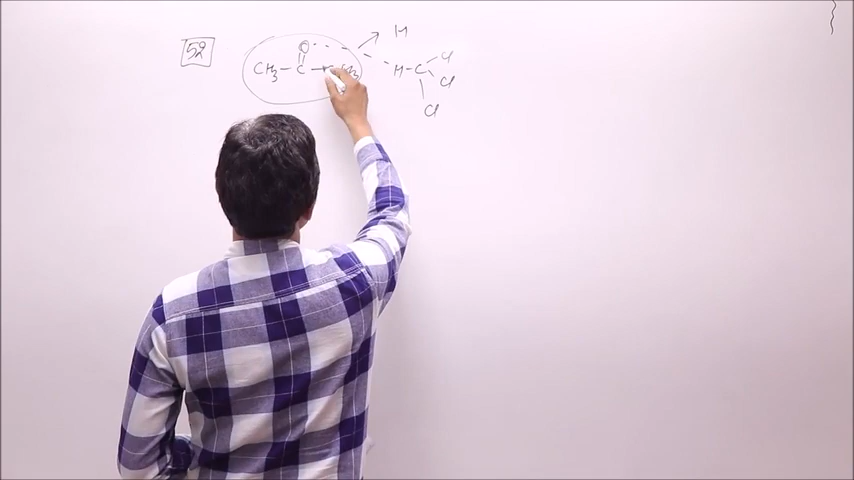 52
H
O
CH3 - C - CH3
H - C - Cl
Cl
Cl